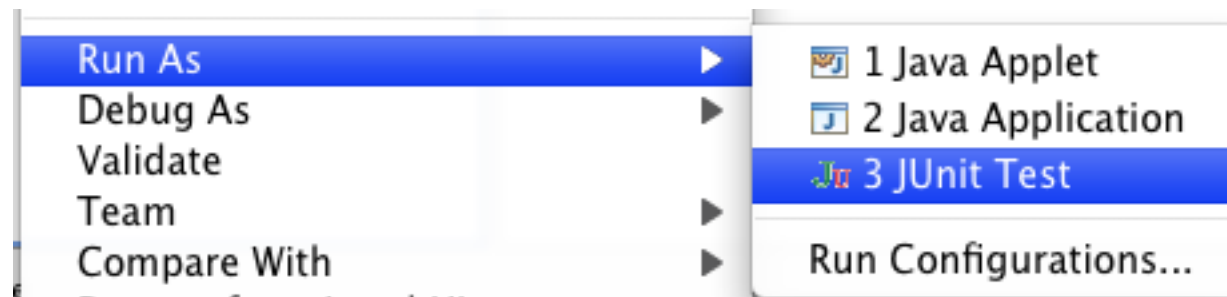 Run As
Debug As
Validate
Team
Compare With
1 Java Applet
2 Java Application
3 JUnit Test
Run Configurations...